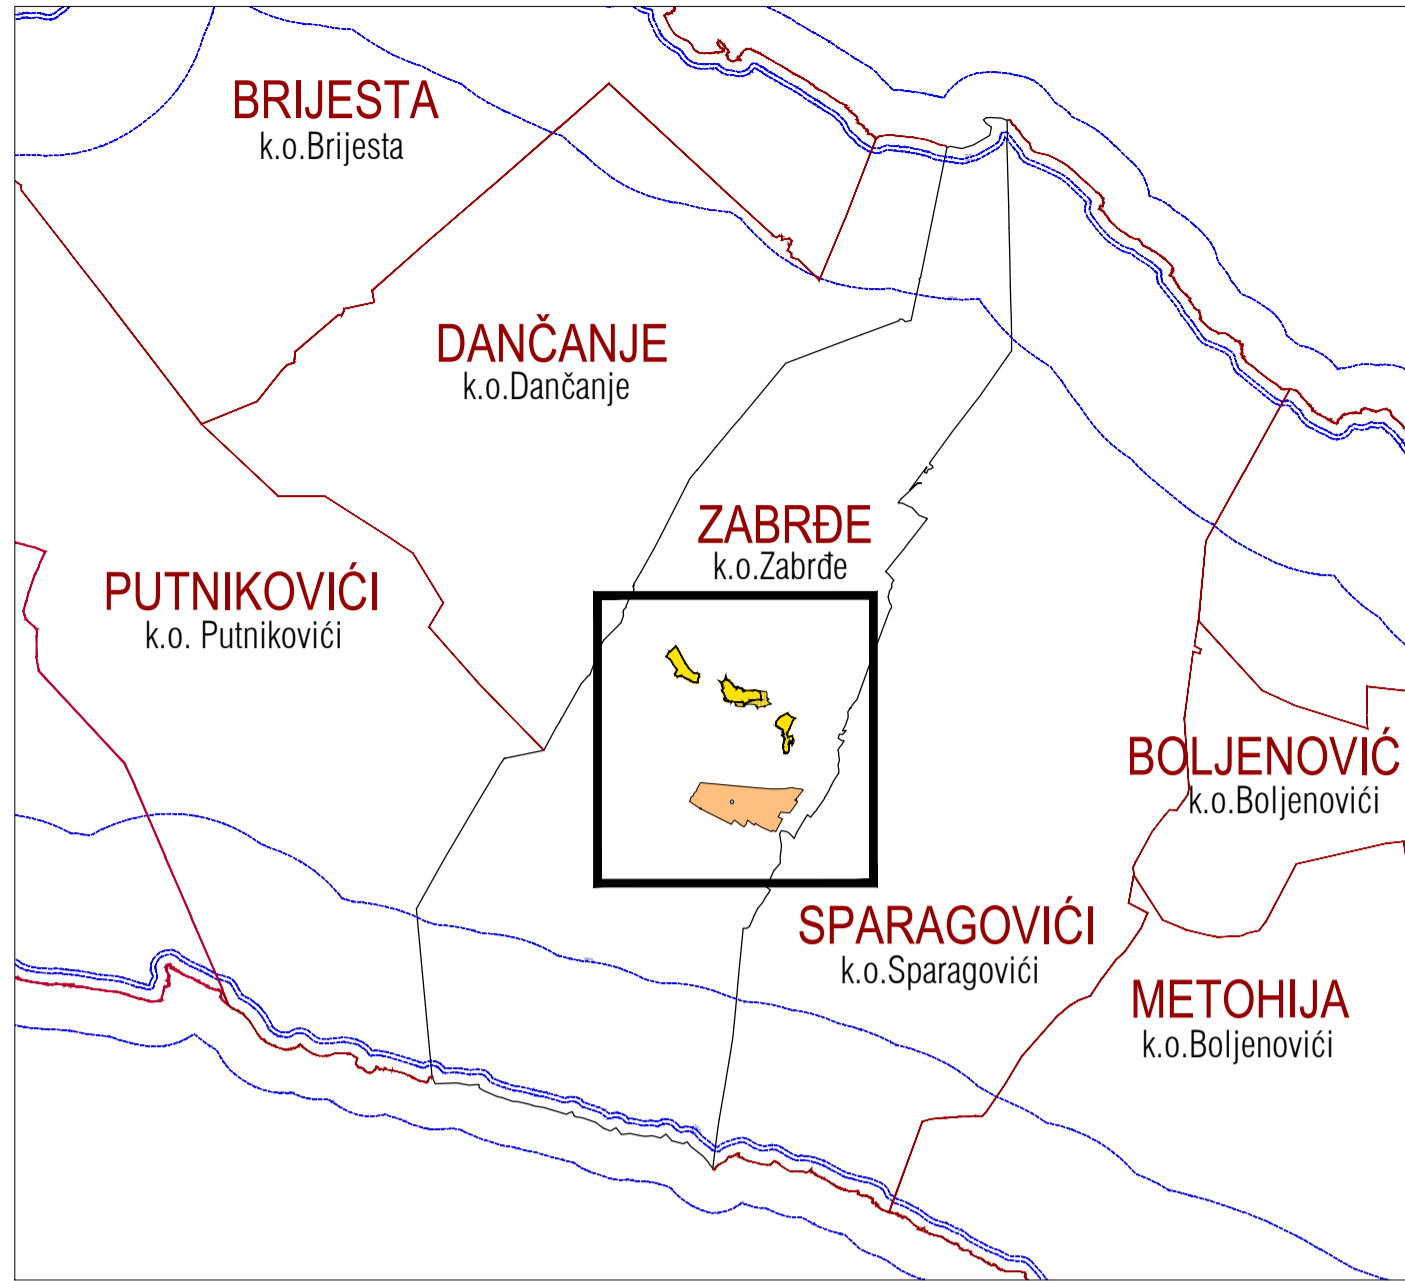 BRIJESTA
k.o.Brijesta
DANČANJE
k.o.Dančanje
ZABRĐE
k.o.Zabrđe
PUTNIKOVIĆI
k.o. Putnikovići
BOLJENOVIĆ
k.o.Boljenovići
SPARAGOVIĆI
k.o.Sparagovići
METOHIJA
k.o.Boljenovići